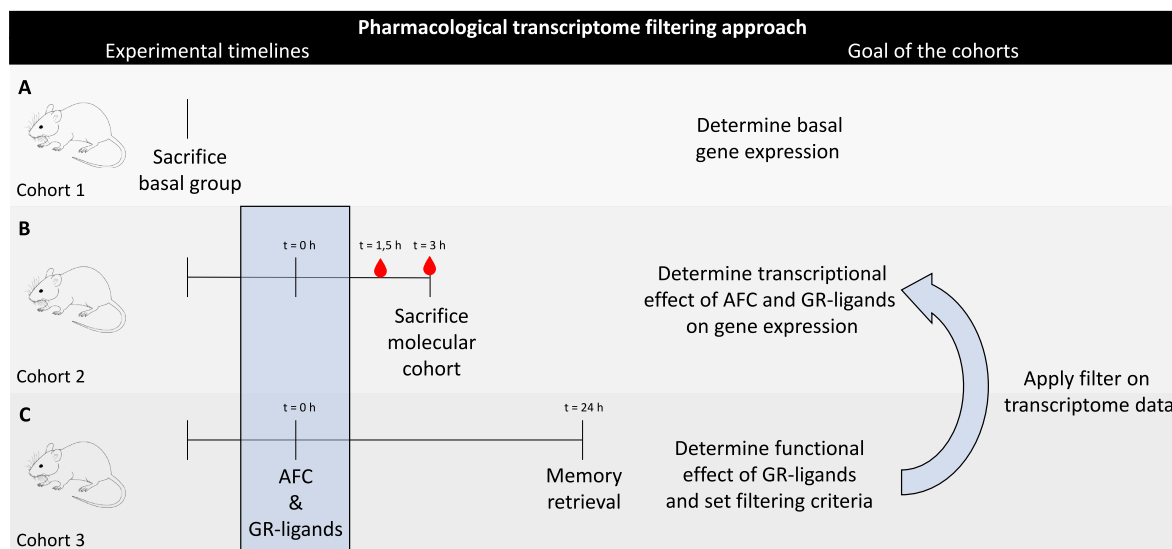 Pharmacological transcriptome filtering approach
Experimental timelines
Goal of the cohorts
A
Sacrifice
basal group
Cohort 1
Determine basal
gene expression
B
t = 0 h
t = 1,5 h
t = 3 h
Sacrifice
molecular
cohort
Cohort 2
Determine transcriptional
effect of AFC and GR-ligands
on gene expression
C
t = 0 h
t = 24 h
AFC
&
GR-ligands
Memory
retrieval
Cohort 3
Determine functional
effect of GR-ligands
and set filtering criteria
Apply filter on
transcriptome data